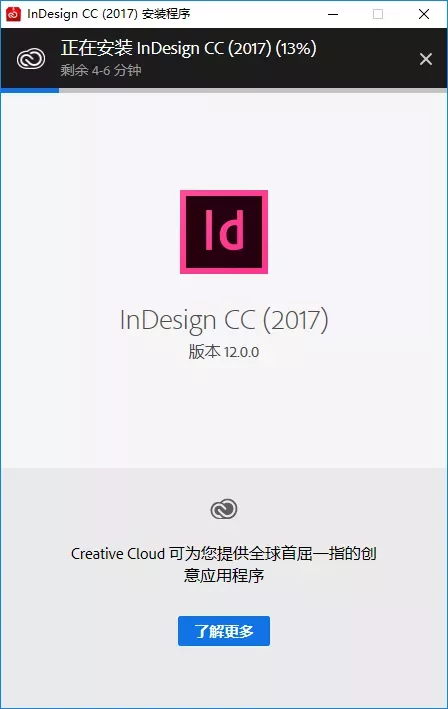 InDesign CC (2017) 安装程序
正在安装 InDesign CC (2017) (13%)
剩余 4-6 分钟
Id
InDesign CC (2017)
版本 12.0.0
Creative Cloud 可为您提供全球首屈一指的创
意应用程序
了解更多